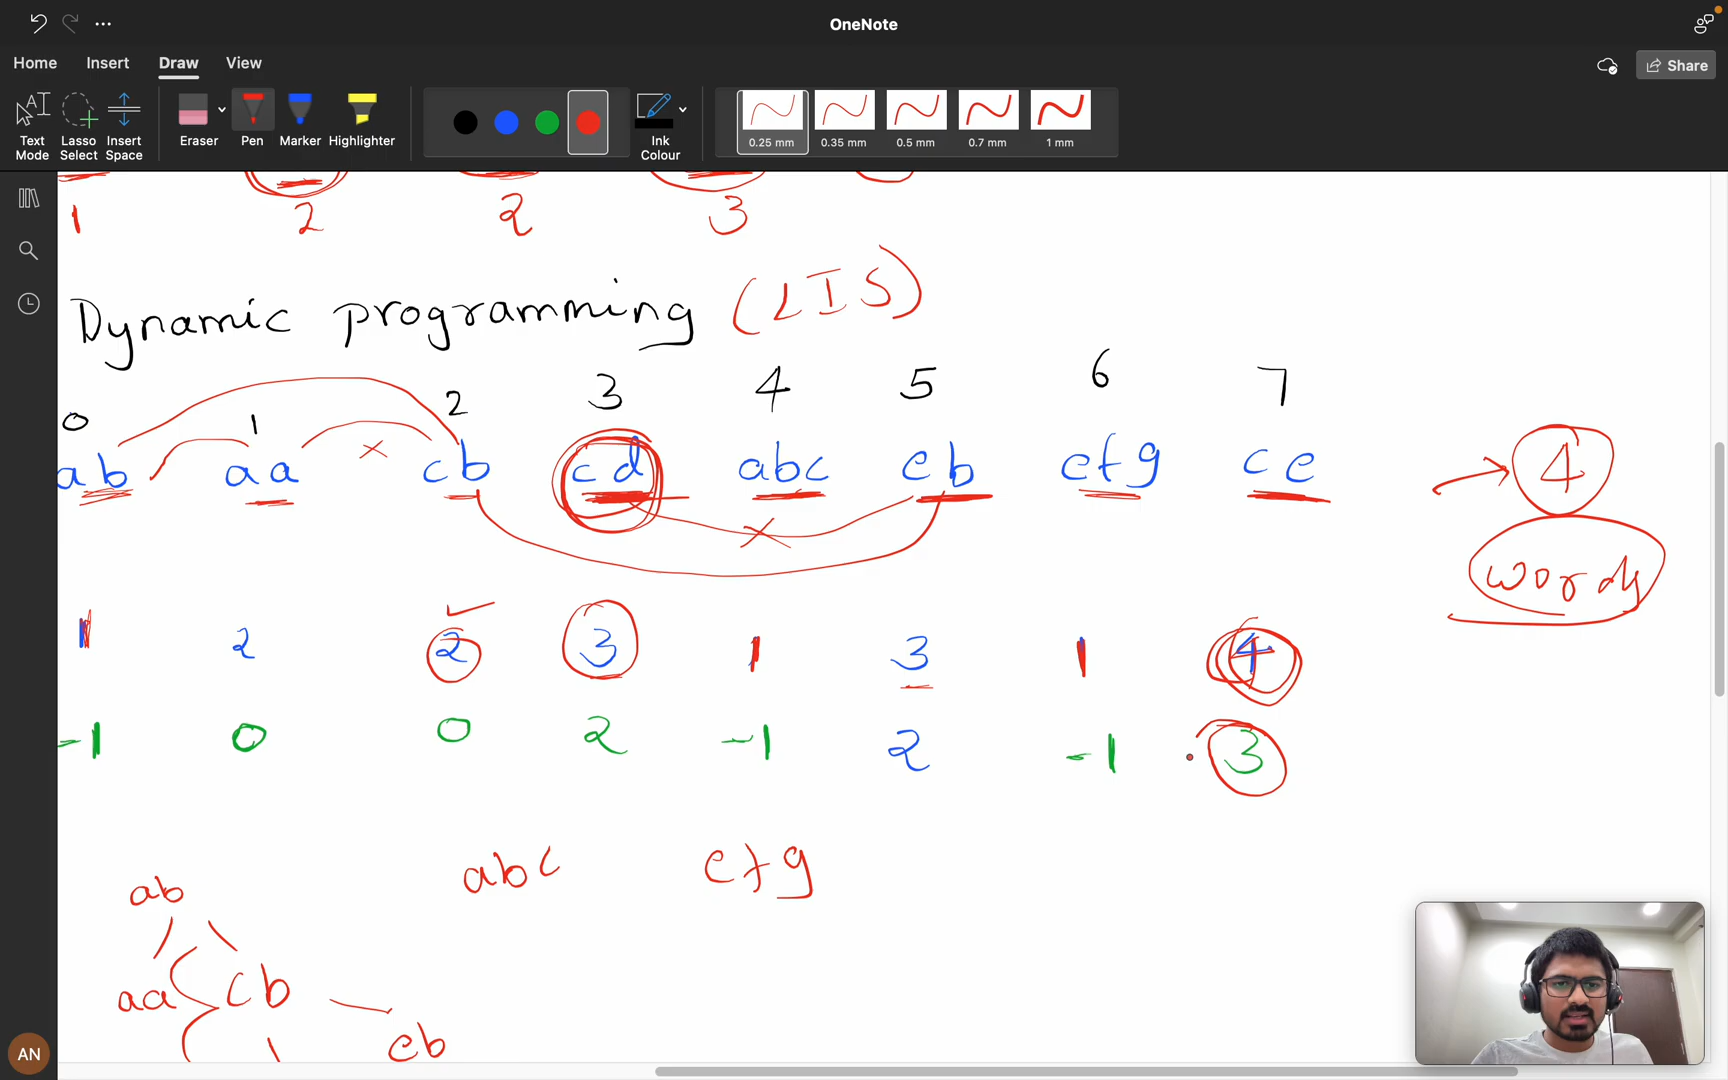 OneNote
Home Insert Draw View Share
Text Mode Lasso Select Insert Space Eraser Pen Marker Highlighter Ink Colour 0.25 mm 0.35 mm 0.5 mm 0.7 mm 1 mm
1 2 2 3
Dynamic programming (LIS)
0 1 2 3 4 5 6 7
ab aa cb cd abc eb efg ce
4
words
1 2 2 3 1 3 1 4
-1 0 0 2 -1 2 -1 3
abc efg
ab
aa cb
eb
AN